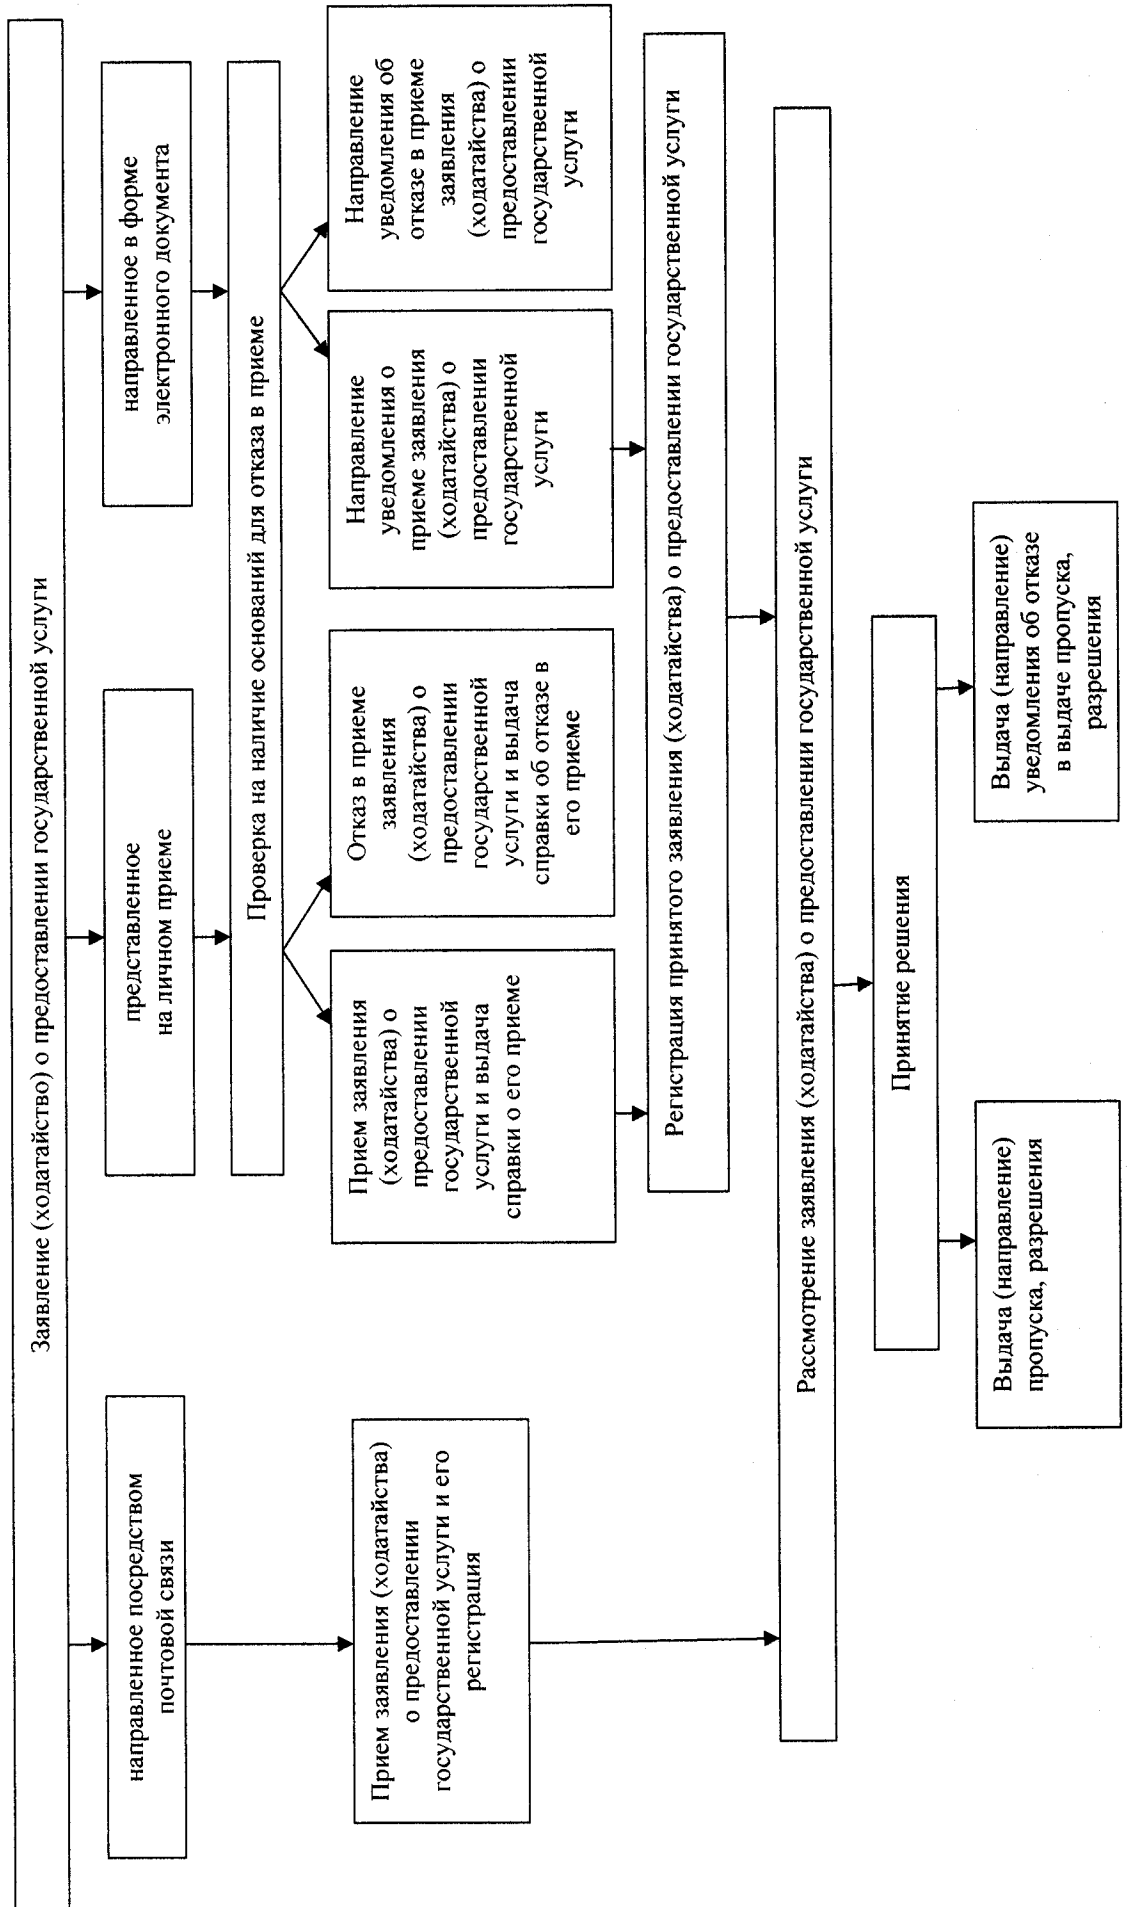 Заявление (ходатайство) о предоставлении государственной услуги
направленное посредством
почтовой связи
представленное
на личном приеме
направленное в форме
электронного документа
Проверка на наличие оснований для отказа в приеме
Прием заявления (ходатайства)
о предоставлении
государственной услуги и его
регистрация
Прием заявления
(ходатайства) о
предоставлении
государственной
услуги и выдача
справки о его приеме
Отказ в приеме
заявления
(ходатайства) о
предоставлении
государственной
услуги и выдача
справки об отказе в
его приеме
Направление
уведомления о
приеме заявления
(ходатайства) о
предоставлении
государственной
услуги
Направление
уведомления об
отказе в приеме
заявления
(ходатайства) о
предоставлении
государственной
услуги
Регистрация принятого заявления (ходатайства) о предоставлении государственной услуги
Рассмотрение заявления (ходатайства) о предоставлении государственной услуги
Принятие решения
Выдача (направление)
пропуска, разрешения
Выдача (направление)
уведомления об отказе
в выдаче пропуска,
разрешения